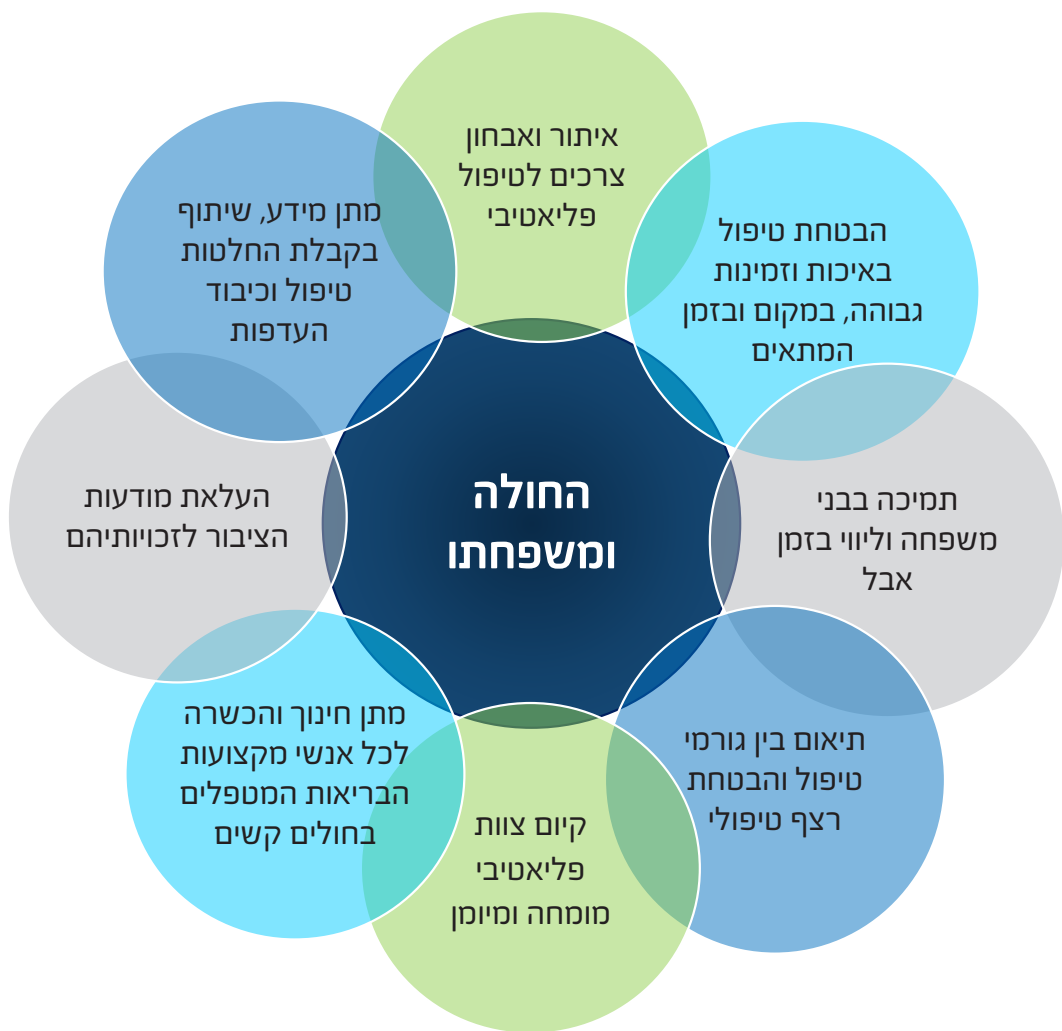 איתור ואבחון
צרכים לטיפול
פליאטיבי
הבטחת טיפול
באיכות וזמינות
גבוהה, במקום ובזמן
המתאים
תמיכה בבני
משפחה וליווי בזמן
אבל
תיאום בין גורמי
טיפול והבטחת
רצף טיפולי
קיום צוות
פליאטיבי
מומחה ומיומן
מתן חינוך והכשרה
לכל אנשי מקצועות
הבריאות המטפלים
בחולים קשים
העלאת מודעות
הציבור לזכויותיהם
מתן מידע, שיתוף
בקבלת החלטות
טיפול וכיבוד
העדפות
החולה
ומשפחתו